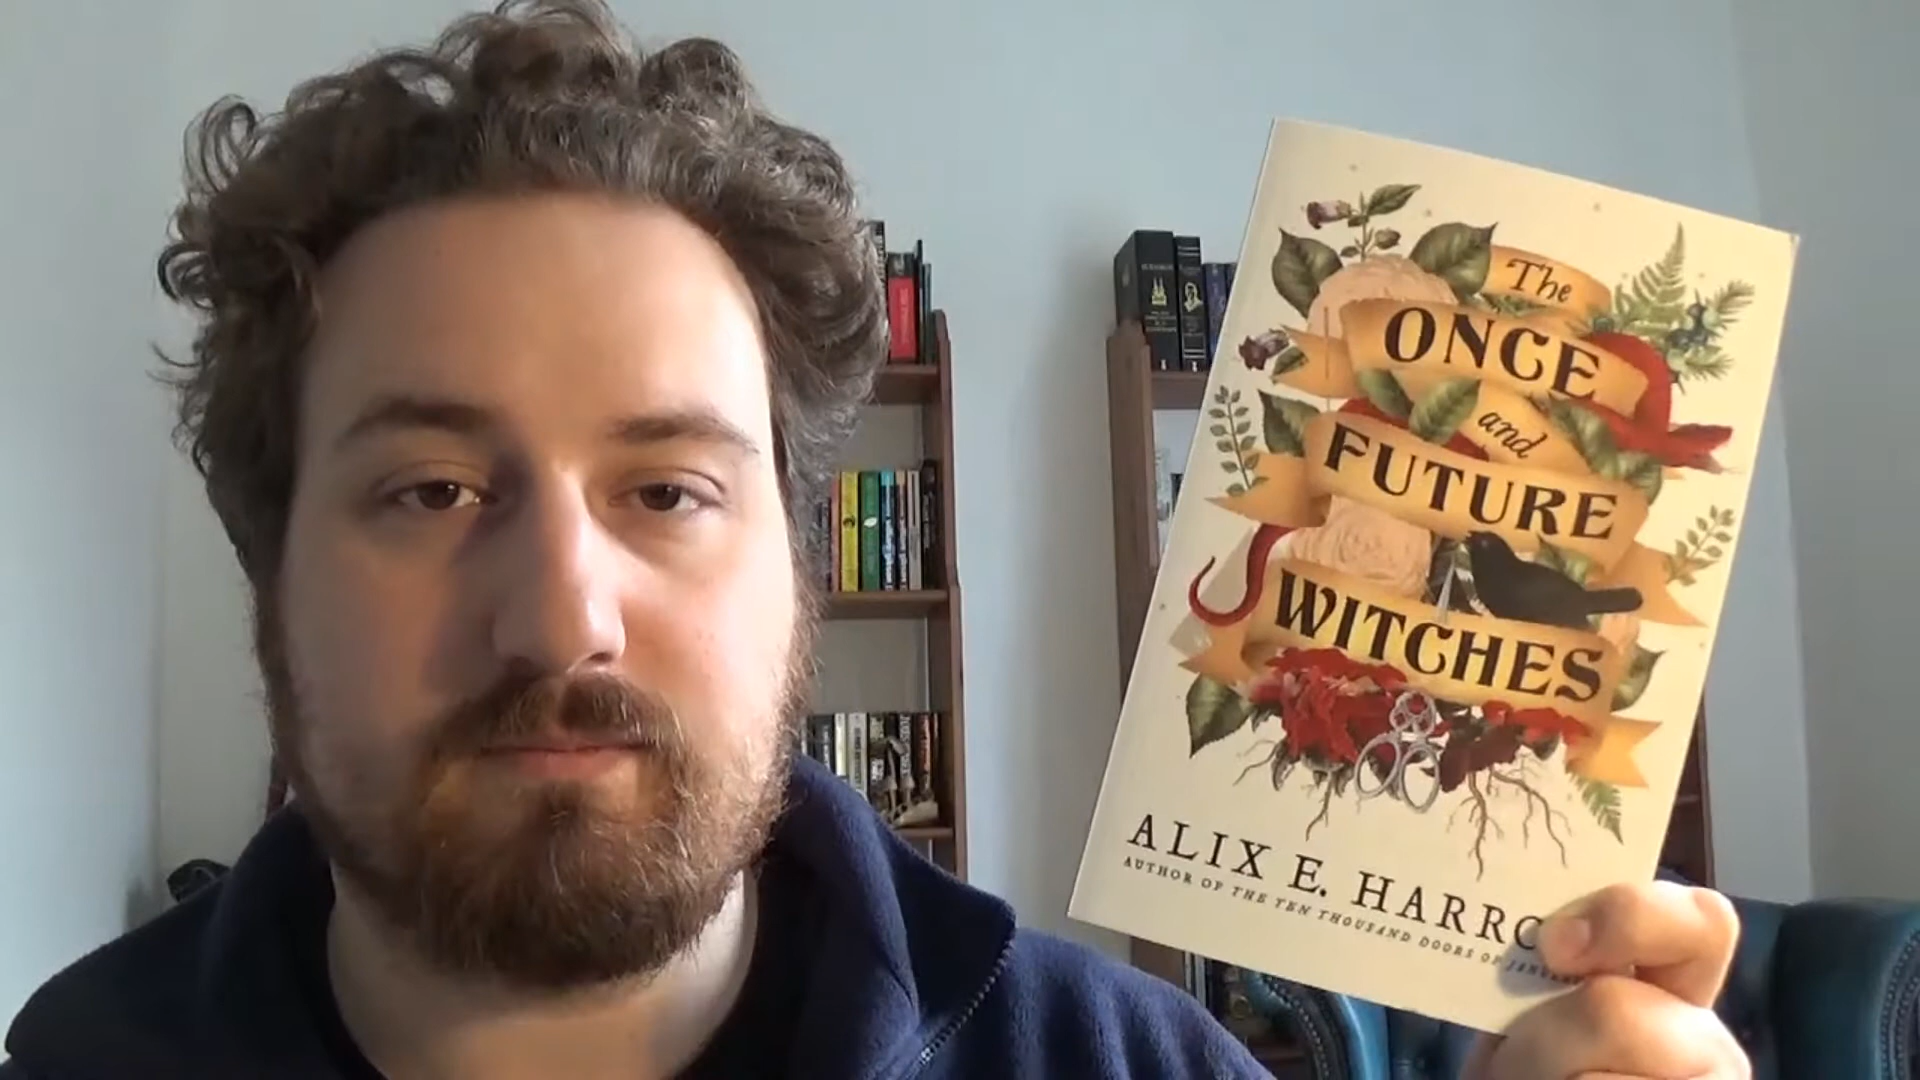 The
ONCE
and
FUTURE
WITCHES
ALIX E. HARRO
AUTHOR OF THE TEN THOUSAND DOORS OF